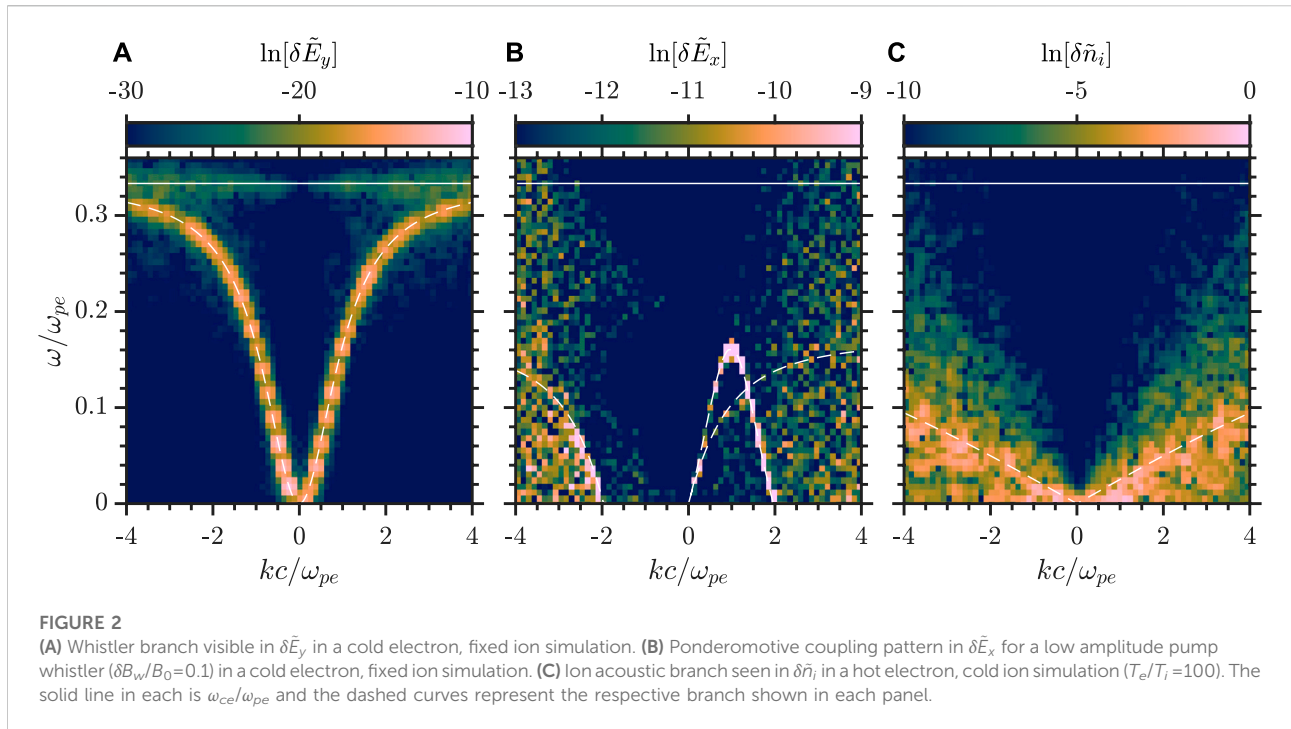 A ln[δẼ_y] B ln[δẼ_x] C ln[δñ_i]
-30 -20 -10 -13 -12 -11 -10 -9 -10 -5 0
ω/ω_pe
0.3
0.2
0.1
0
-4 -2 0 2 4 -4 -2 0 2 4 -4 -2 0 2 4
kc/ω_pe kc/ω_pe kc/ω_pe
FIGURE 2
(A) Whistler branch visible in δẼ_y in a cold electron, fixed ion simulation. (B) Ponderomotive coupling pattern in δẼ_x for a low amplitude pump
whistler (δB_w/B_0=0.1) in a cold electron, fixed ion simulation. (C) Ion acoustic branch seen in δñ_i in a hot electron, cold ion simulation (T_e/T_i =100). The
solid line in each is ω_ce/ω_pe and the dashed curves represent the respective branch shown in each panel.